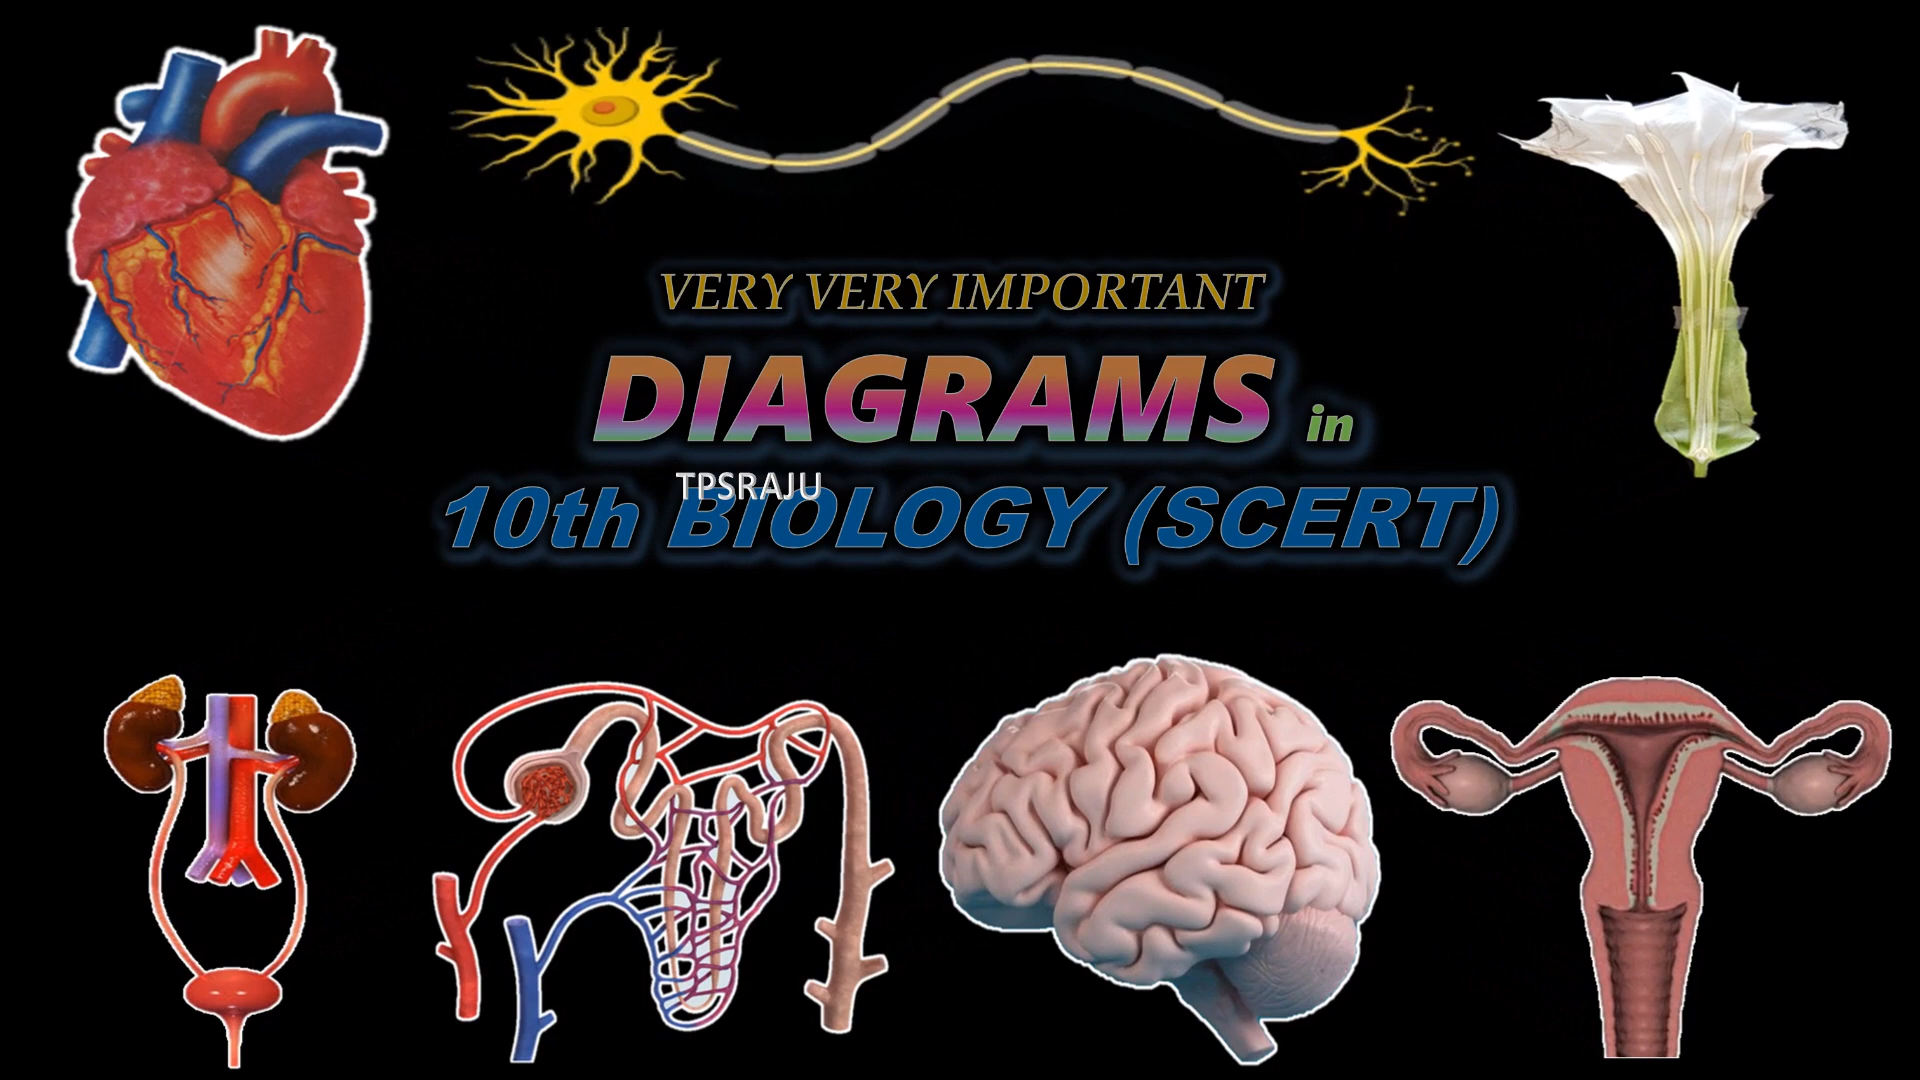 VERY VERY IMPORTANT
DIAGRAMS in
TPSRAJU
10th BIOLOGY (SCERT)